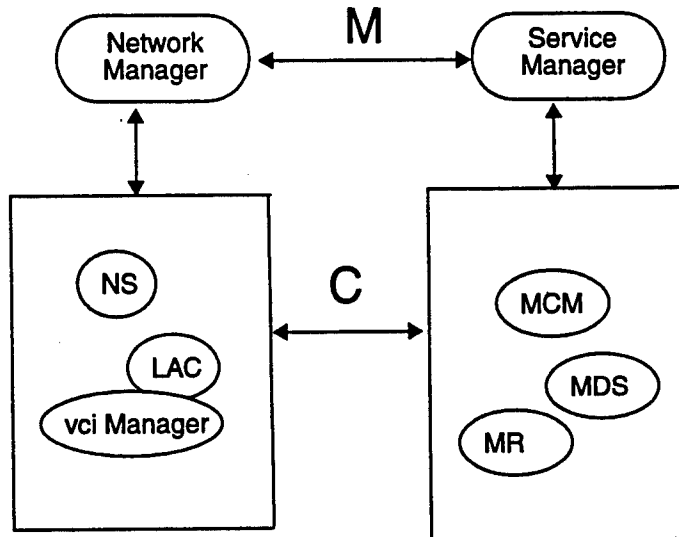 Network
Manager
M
Service
Manager
NS
C
LAC
vci Manager
MCM
MDS
MR